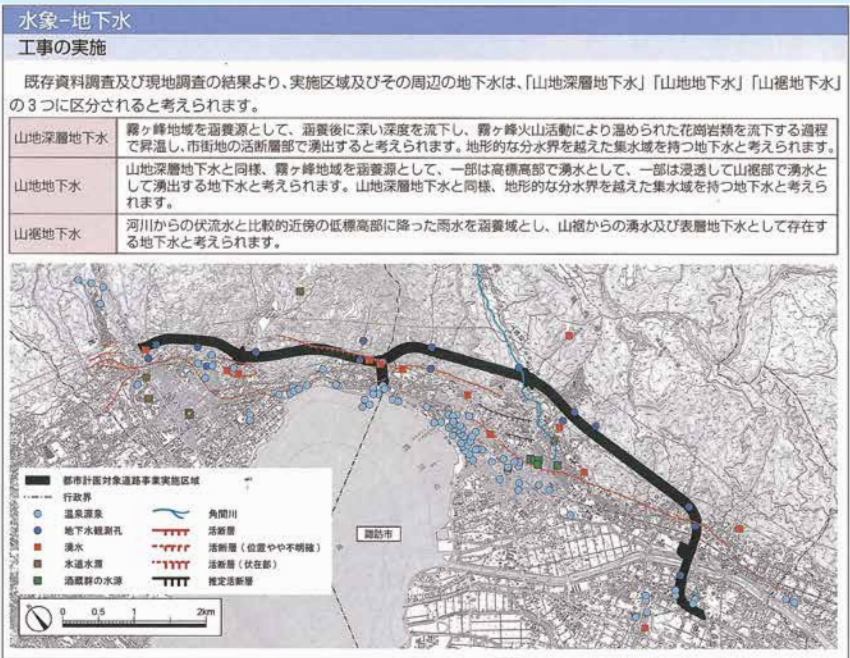 水象−地下水
工事の実施
既存資料調査及び現地調査の結果より、実施区域及びその周辺の地下水は、「山地深層地下水」「山地地下水」「山裾地下水」
の3つに区分されると考えられます。
山地深層地下水
霧ヶ峰地域を涵養源として、涵養後に深い深度を流下し、霧ヶ峰火山活動により温められた花崗岩類を流下する過程
で昇温し、市街地の活断層部で湧出すると考えられます。地形的な分水界を越えた集水域を持つ地下水と考えられます。
山地地下水
山地深層地下水と同様、霧ヶ峰地域を涵養源として、一部は高標高部で湧水として、一部は浸透して山裾部で湧水と
して湧出する地下水と考えられます。山地深層地下水と同様、地形的な分水界を越えた集水域を持つ地下水と考えら
れます。
山裾地下水
河川からの伏流水と比較的近傍の低標高部に降った雨水を涵養域とし、山裾からの湧水及び表層地下水として存在す
る地下水と考えられます。
諏訪市
都市計画対象道路事業実施区域
行政界
温泉源泉
地下水観測孔
湧水
水道水源
酒蔵群の水源
角間川
活断層
活断層(位置やや不明確)
活断層(伏在部)
推定活断層
0 0.5 1 2km